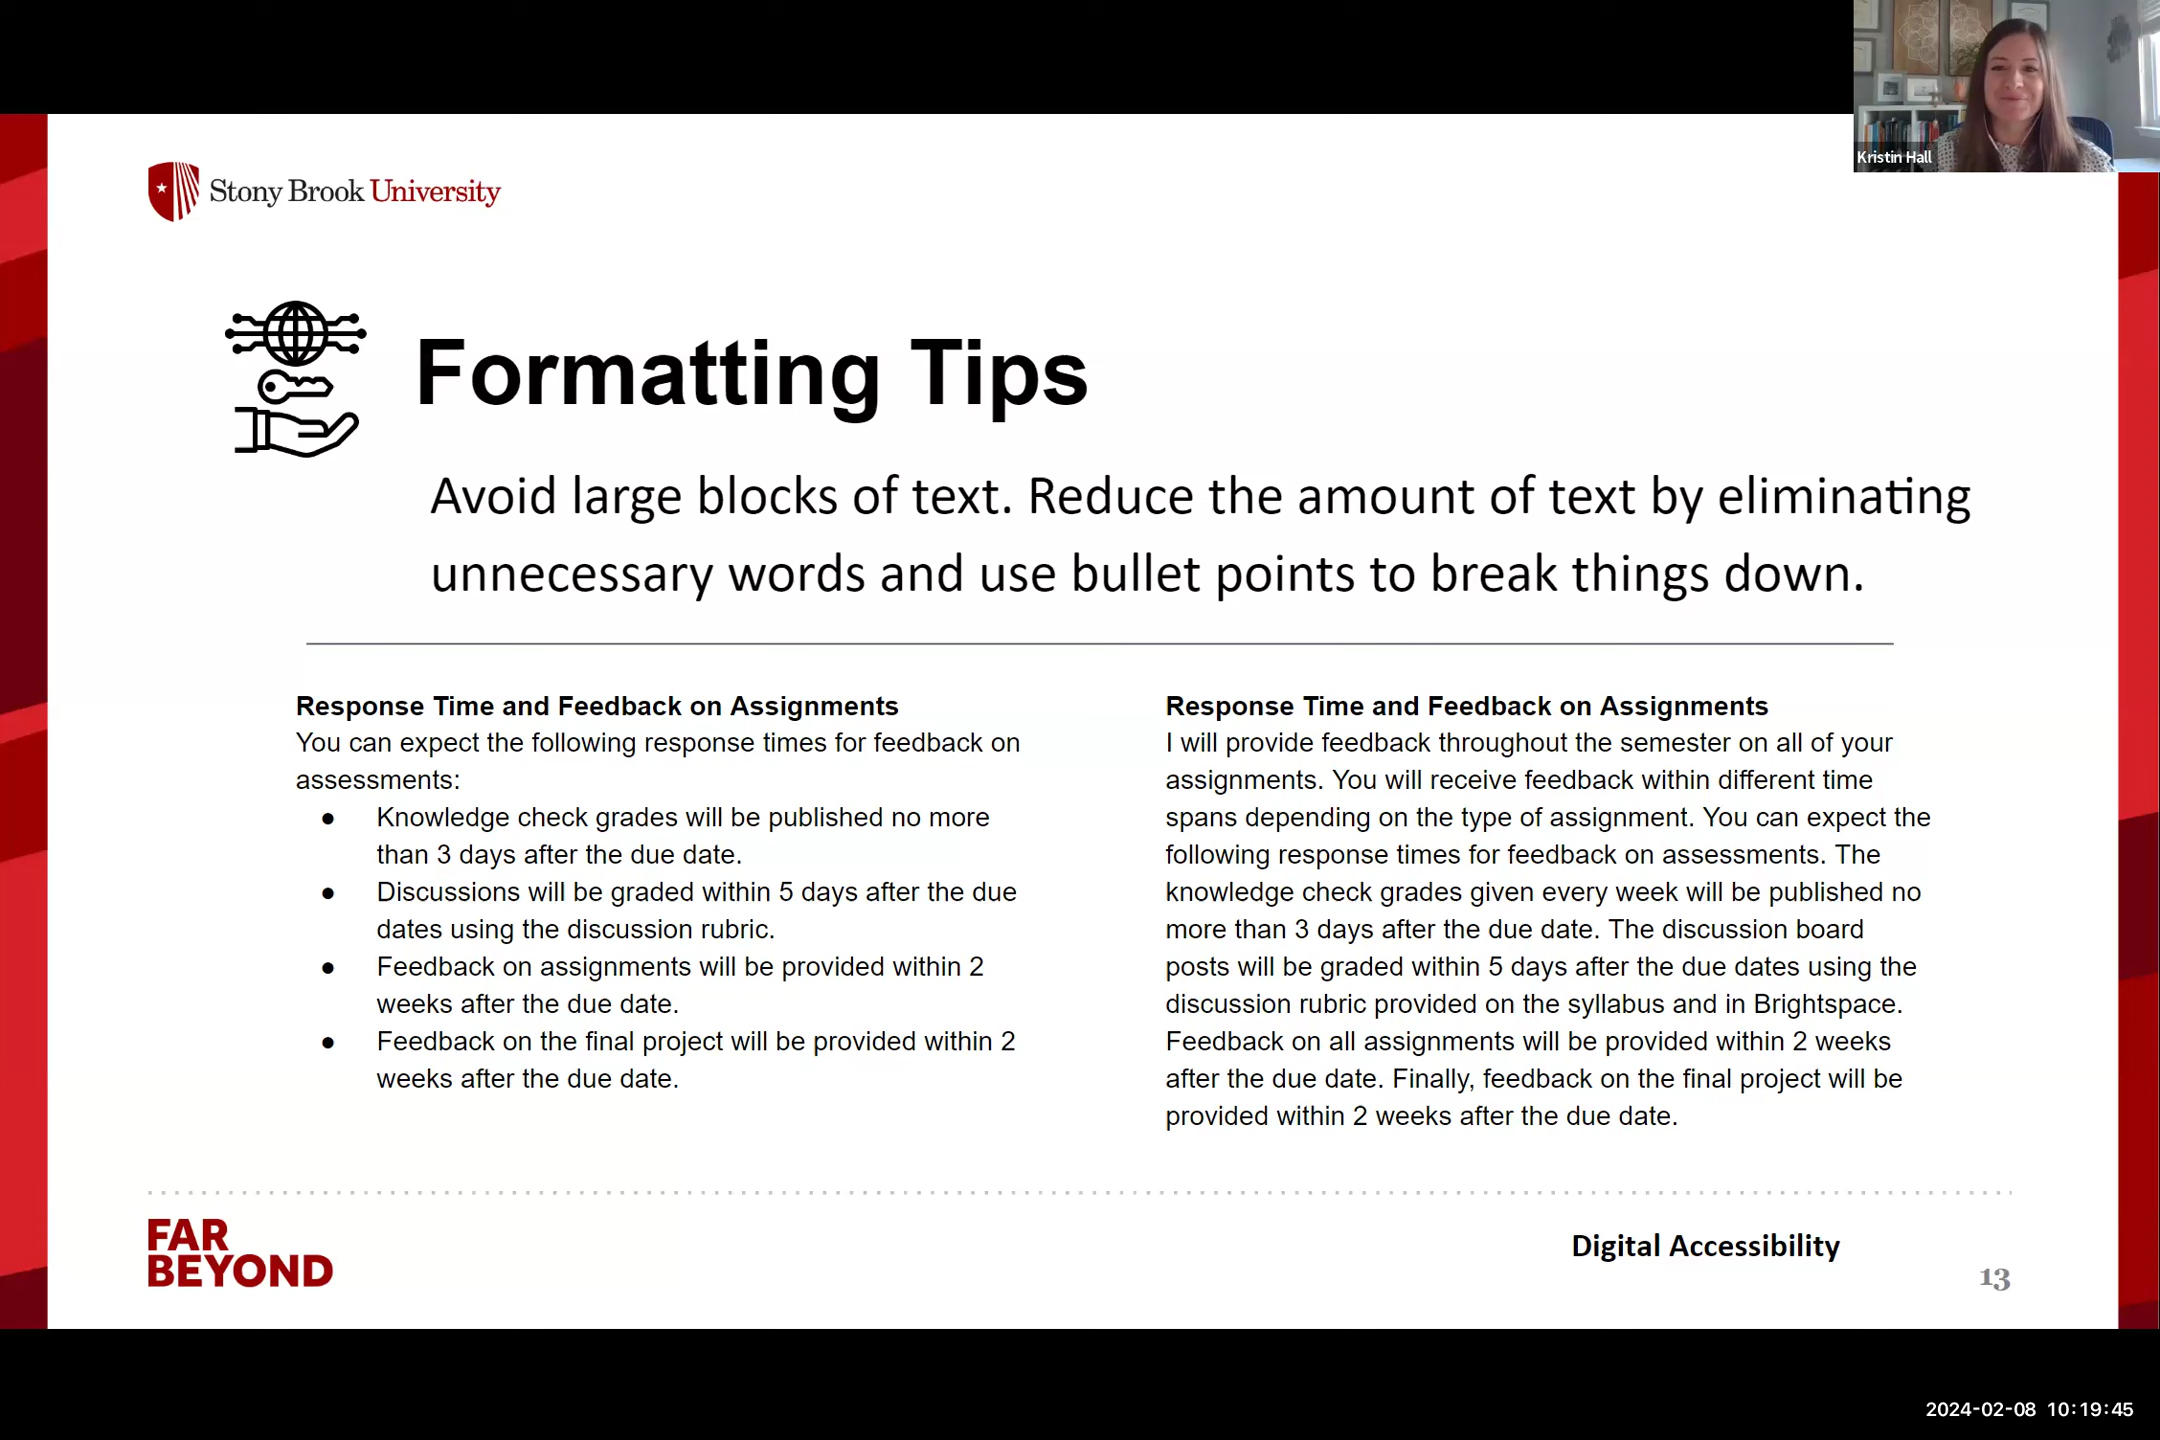 Kristin Hall
Stony Brook University
Formatting Tips
Avoid large blocks of text. Reduce the amount of text by eliminating
unnecessary words and use bullet points to break things down.
Response Time and Feedback on Assignments
You can expect the following response times for feedback on
assessments:
● Knowledge check grades will be published no more
than 3 days after the due date.
● Discussions will be graded within 5 days after the due
dates using the discussion rubric.
● Feedback on assignments will be provided within 2
weeks after the due date.
● Feedback on the final project will be provided within 2
weeks after the due date.
Response Time and Feedback on Assignments
I will provide feedback throughout the semester on all of your
assignments. You will receive feedback within different time
spans depending on the type of assignment. You can expect the
following response times for feedback on assessments. The
knowledge check grades given every week will be published no
more than 3 days after the due date. The discussion board
posts will be graded within 5 days after the due dates using the
discussion rubric provided on the syllabus and in Brightspace.
Feedback on all assignments will be provided within 2 weeks
after the due date. Finally, feedback on the final project will be
provided within 2 weeks after the due date.
FAR
BEYOND
Digital Accessibility
13
2024-02-08 10:19:45